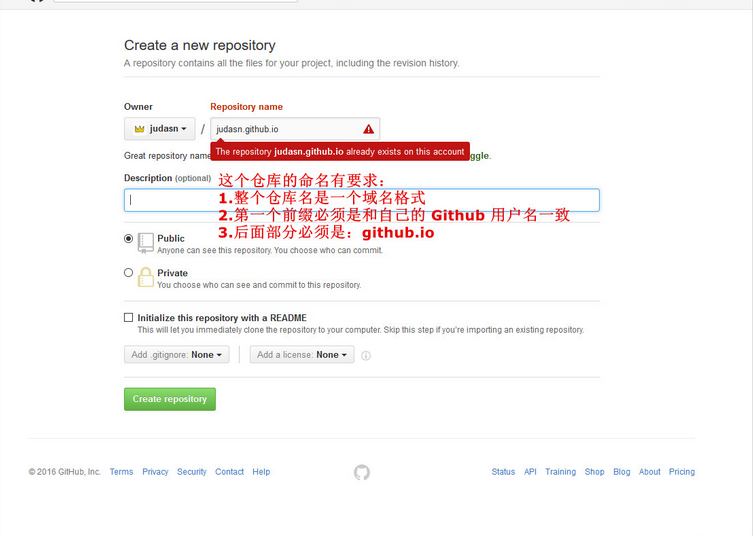 Create a new repository
A repository contains all the files for your project, including the revision history.
Owner Repository name
judasn / judasn.github.io
The repository judasn.github.io already exists on this account
Great repository name
ggle.
Description (optional)
这个仓库的命名有要求：
1.整个仓库名是一个域名格式
2.第一个前缀必须是和自己的 Github 用户名一致
3.后面部分必须是：github.io
Public
Anyone can see this repository. You choose who can commit.
Private
You choose who can see and commit to this repository.
Initialize this repository with a README
This will let you immediately clone the repository to your computer. Skip this step if you're importing an existing repository.
Add .gitignore: None Add a license: None
Create repository
© 2016 GitHub, Inc. Terms Privacy Security Contact Help Status API Training Shop Blog About Pricing